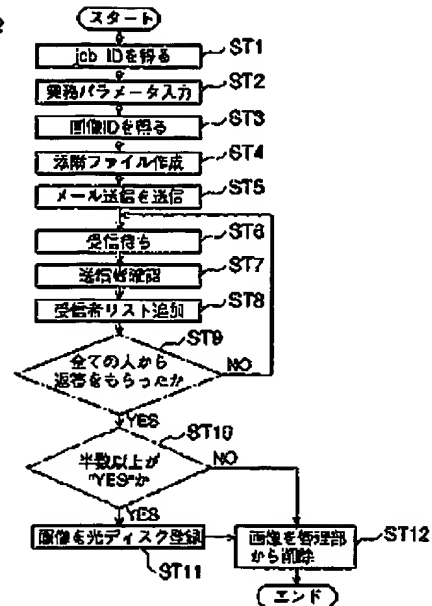 スタート
job IDを得る
ST1
業務パラメータ入力
ST2
画像IDを得る
ST3
添附ファイル作成
ST4
メール送信を送信
ST5
受信待ち
ST6
送信者確認
ST7
受信者リスト追加
ST8
ST9
全ての人から
返答をもらったか
NO
YES
ST10
半数以上が
"YES"か
NO
YES
画像を光ディスク登録
ST11
画像を管理部
から削除
ST12
エンド